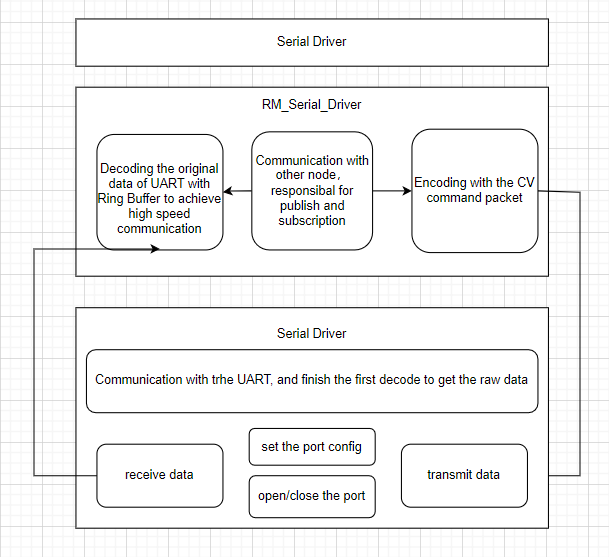 Serial Driver
RM_Serial_Driver
Decoding the original
data of UART with
Ring Buffer to achieve
high speed
communication
Communication with
other node，
responsibal for
publish and
subscription
Encoding with the CV
command packet
Serial Driver
Communication with trhe UART, and finish the first decode to get the raw data
receive data
set the port config
open/close the port
transmit data